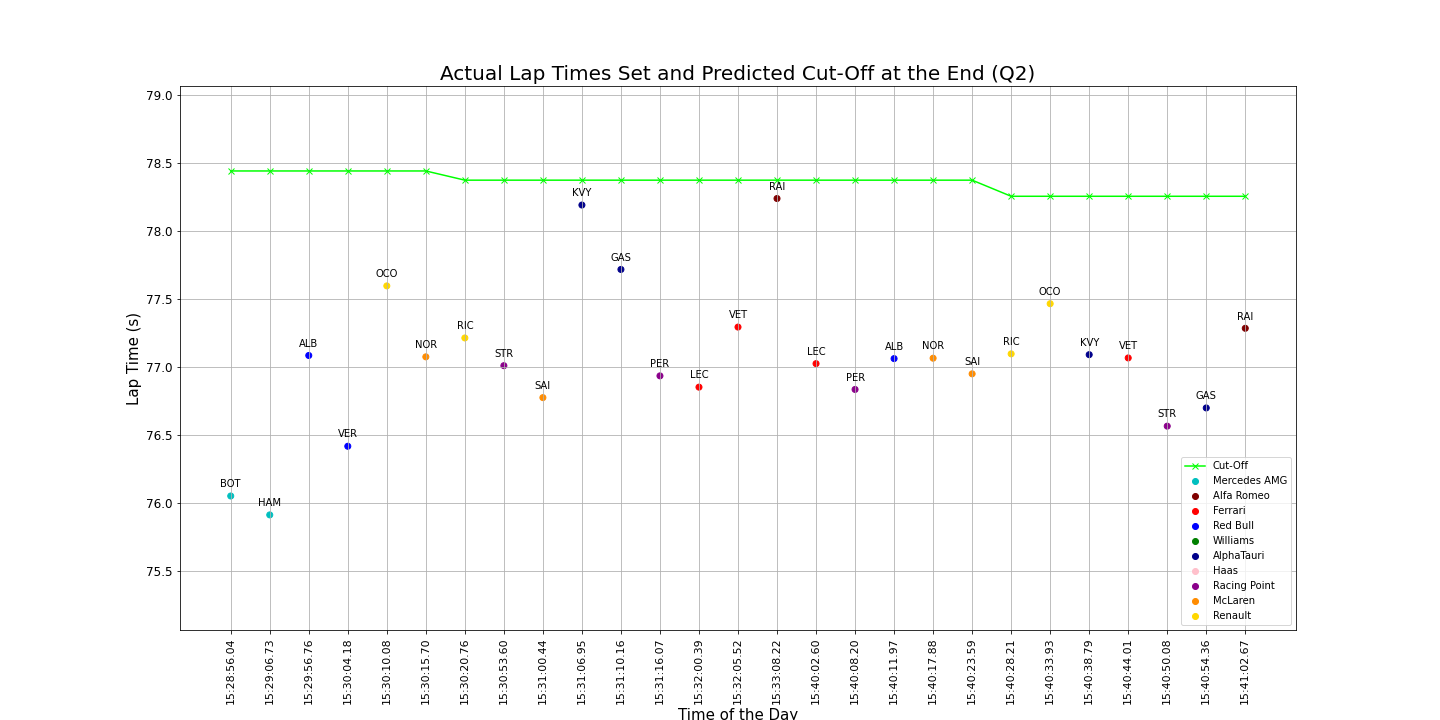 Actual Lap Times Set and Predicted Cut-Off at the End (Q2)
Lap Time (s)
79.0
78.5
78.0
77.5
77.0
76.5
76.0
75.5
BOT
HAM
ALB
VER
OCO
NOR
RIC
STR
SAI
KVY
GAS
PER
LEC
VET
RAI
LEC
PER
ALB
NOR
SAI
RIC
OCO
KVY
VET
STR
GAS
RAI
Cut-Off
Mercedes AMG
Alfa Romeo
Ferrari
Red Bull
Williams
AlphaTauri
Haas
Racing Point
McLaren
Renault
15:28:56.04
15:29:06.73
15:29:56.76
15:30:04.18
15:30:10.08
15:30:15.70
15:30:20.76
15:30:53.60
15:31:00.44
15:31:06.95
15:31:10.16
15:31:16.07
15:32:00.39
15:32:05.52
15:33:08.22
15:40:02.60
15:40:08.20
15:40:11.97
15:40:17.88
15:40:23.59
15:40:28.21
15:40:33.93
15:40:38.79
15:40:44.01
15:40:50.08
15:40:54.36
15:41:02.67
Time of the Day